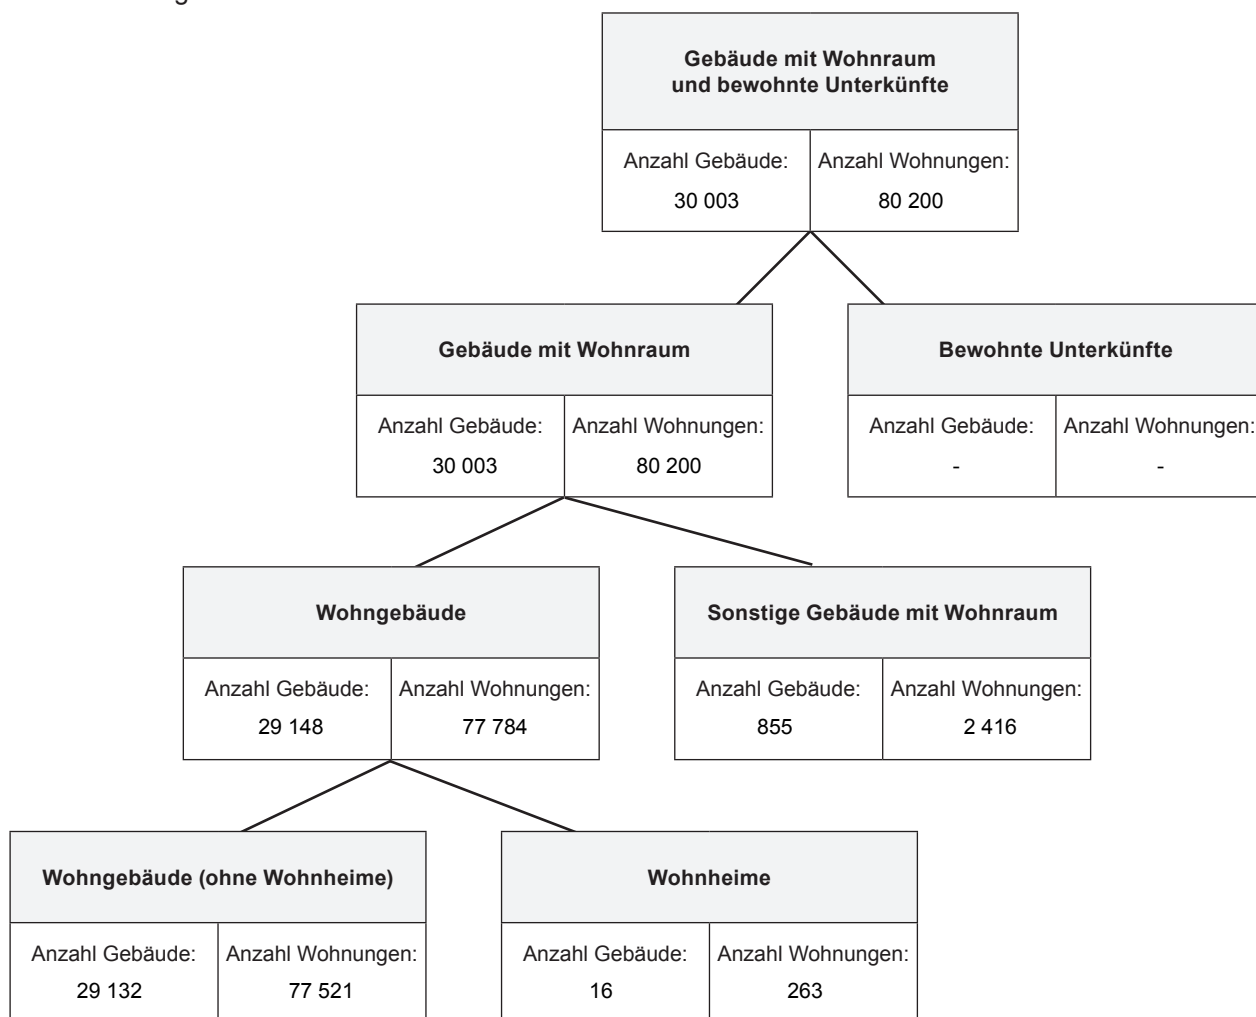 Gebäude mit Wohnraum
und bewohnte Unterkünfte
Anzahl Gebäude: Anzahl Wohnungen:
30 003 80 200
Gebäude mit Wohnraum Bewohnte Unterkünfte
Anzahl Gebäude: Anzahl Wohnungen: Anzahl Gebäude: Anzahl Wohnungen:
30 003 80 200 - -
Wohngebäude Sonstige Gebäude mit Wohnraum
Anzahl Gebäude: Anzahl Wohnungen: Anzahl Gebäude: Anzahl Wohnungen:
29 148 77 784 855 2 416
Wohngebäude (ohne Wohnheime) Wohnheime
Anzahl Gebäude: Anzahl Wohnungen: Anzahl Gebäude: Anzahl Wohnungen:
29 132 77 521 16 263